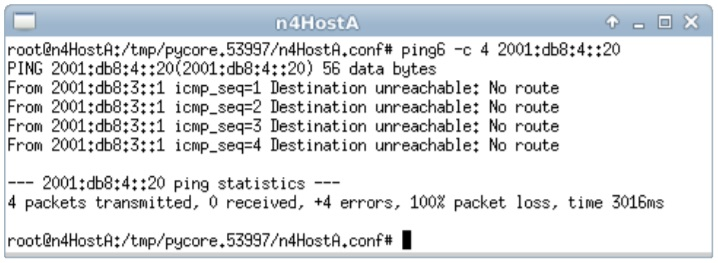 n4HostA
root@n4HostA:/tmp/pycore.53997/n4HostA.conf# ping6 -c 4 2001:db8:4::20
PING 2001:db8:4::20(2001:db8:4::20) 56 data bytes
From 2001:db8:3::1 icmp_seq=1 Destination unreachable: No route
From 2001:db8:3::1 icmp_seq=2 Destination unreachable: No route
From 2001:db8:3::1 icmp_seq=3 Destination unreachable: No route
From 2001:db8:3::1 icmp_seq=4 Destination unreachable: No route
--- 2001:db8:4::20 ping statistics ---
4 packets transmitted, 0 received, +4 errors, 100% packet loss, time 3016ms
root@n4HostA:/tmp/pycore.53997/n4HostA.conf#